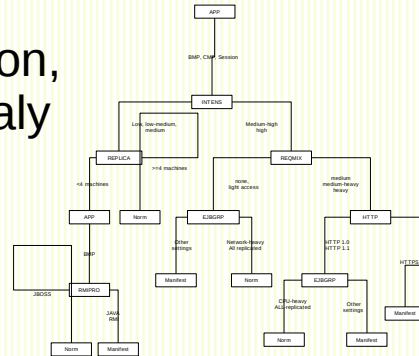 on,
aly
APP
BMP, CMP, Session
INTENS
Low, low-medium,
medium
Medium-high
high
REPLICA
REQMIX
>=4 machines
<4 machines
none,
light access
medium
medium-heavy
heavy
APP
Norm
EJBGRP
HTTP
Other
settings
Network-heavy
All replicated
HTTP 1.0
HTTP 1.1
BMP
HTTPS
Manifest
Norm
EJBGRP
RMIPRO
JBOSS
JAVA
RMI
CPU-heavy
ALL-replicated
Other
settings
Manifest
Norm
Manifest
Norm
Manifest